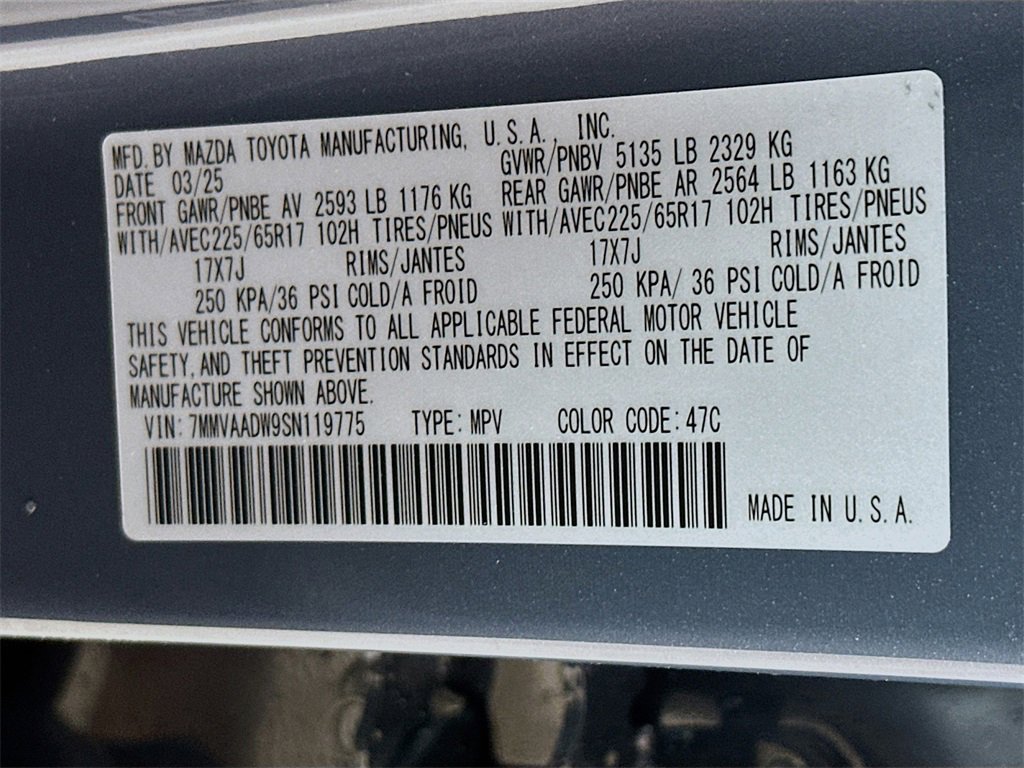 MFD. BY MAZDA TOYOTA MANUFACTURING, U.S.A., INC.
DATE 03/25 GVWR/PNBV 5135 LB 2329 KG
FRONT GAWR/PNBE AV 2593 LB 1176 KG REAR GAWR/PNBE AR 2564 LB 1163 KG
WITH/AVEC225/65R17 102H TIRES/PNEUS WITH/AVEC225/65R17 102H TIRES/PNEUS
17X7J RIMS/JANTES 17X7J RIMS/JANTES
250 KPA/36 PSI COLD/A FROID 250 KPA/ 36 PSI COLD/A FROID
THIS VEHICLE CONFORMS TO ALL APPLICABLE FEDERAL MOTOR VEHICLE
SAFETY, AND THEFT PREVENTION STANDARDS IN EFFECT ON THE DATE OF
MANUFACTURE SHOWN ABOVE.
VIN: 7MMVAADW9SN119775 TYPE: MPV COLOR CODE: 47C
MADE IN U.S.A.